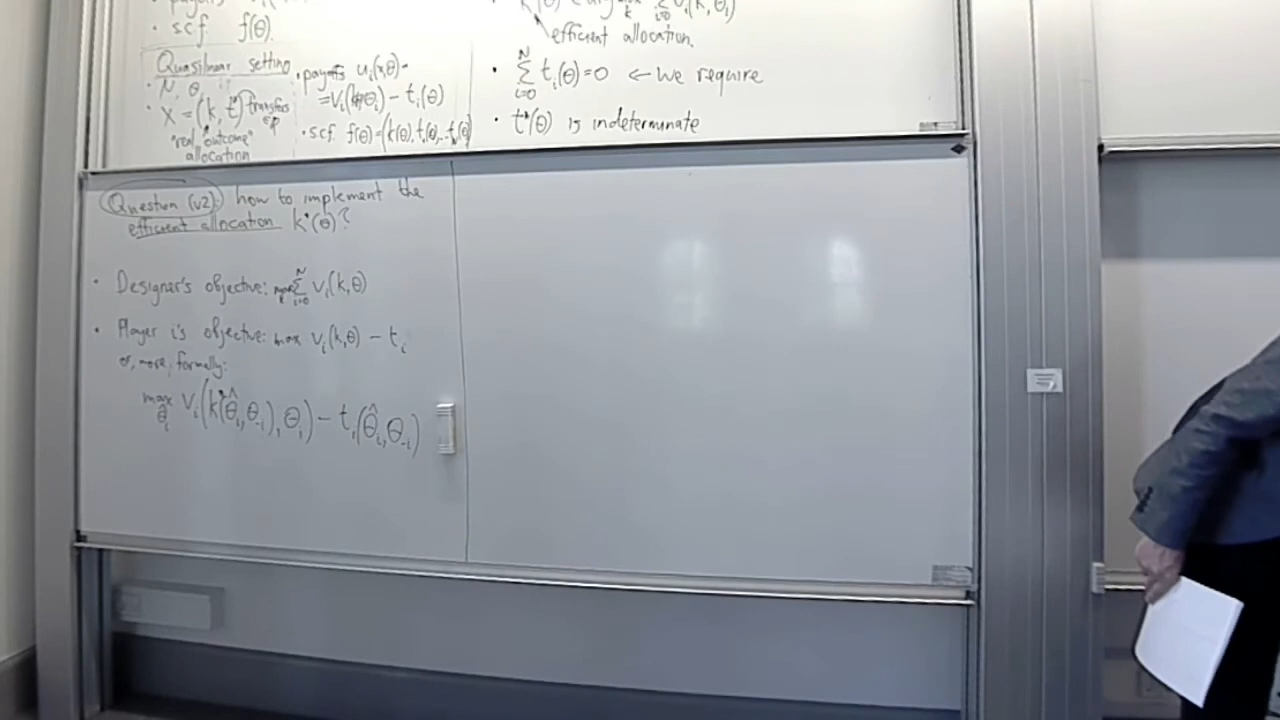 • scf. f(θ).
Quasilinear setting
• N, θ
• X = (k, t) transfers
"real outcome"
allocation
• payoffs u_i(x,θ) =
= v_i(k,θ_i) − t_i(θ)
• scf. f(θ) = (k(θ), t_1(θ), ... t_N(θ))
efficient allocation.
• ∑_{i=0}^{N} t_i(θ) = 0 ← we require
• t*(θ) is indeterminate
Question (v2): how to implement the
efficient allocation k*(θ)?
• Designer's objective: max_k ∑_{i=0}^{N} v_i(k,θ)
• Player i's objective: max v_i(k,θ) − t_i
or, more, formally:
max_{θ̂_i} v_i(k*(θ̂_i, θ_{-i}), θ_i) − t_i(θ̂_i, θ_{-i})